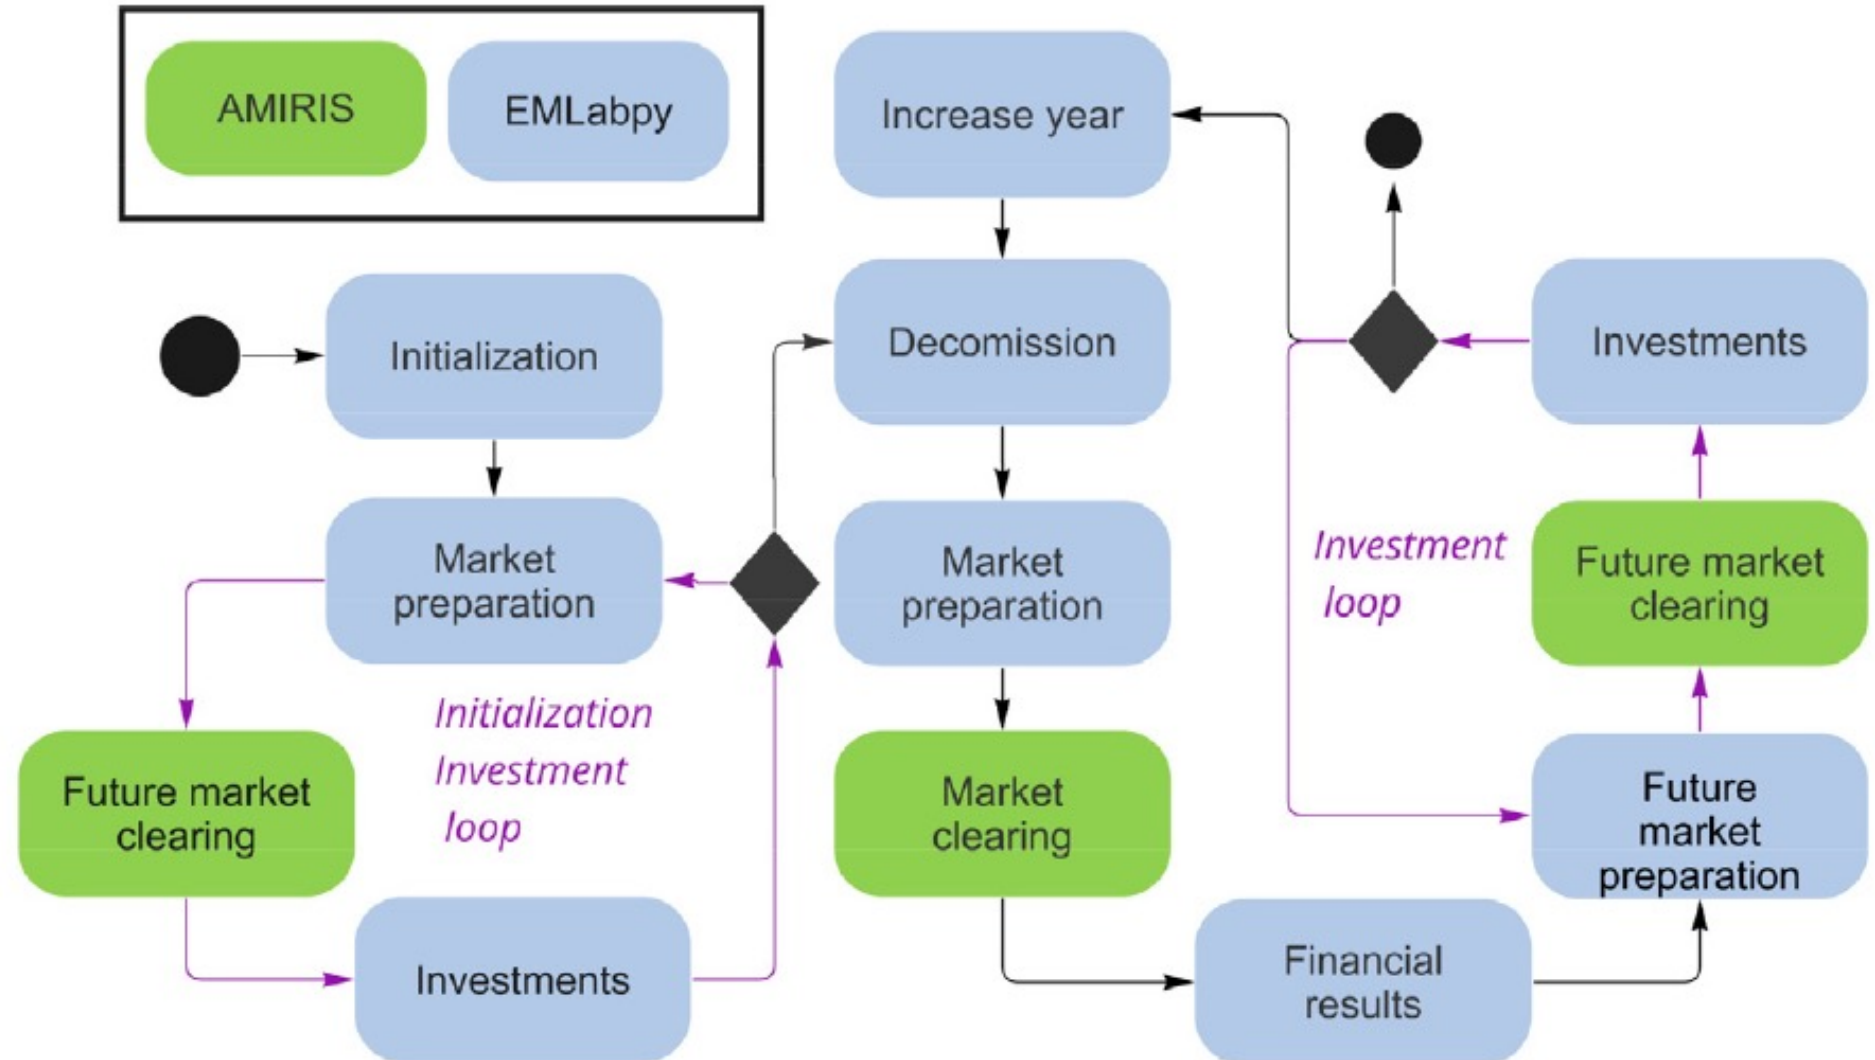 AMIRIS
EMLabpy
Increase year
Initialization
Decomission
Investments
Market
preparation
Market
preparation
Investment
loop
Future market
clearing
Initialization
Investment
loop
Future market
clearing
Market
clearing
Future
market
preparation
Investments
Financial
results